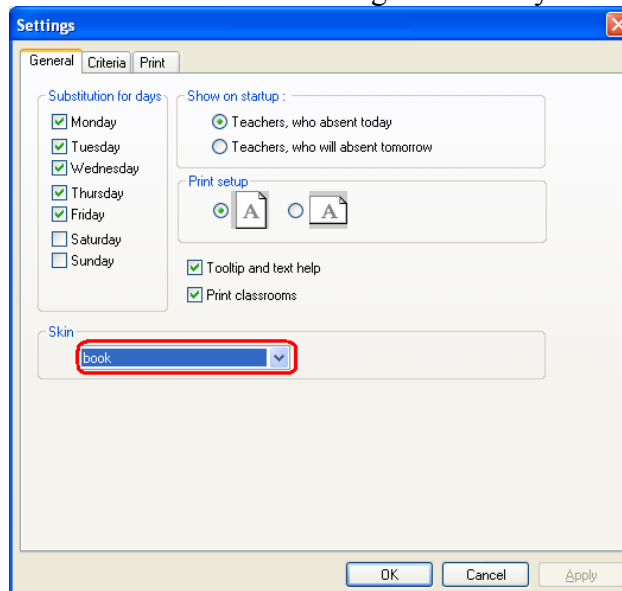 Settings
General Criteria Print
Substitution for days
Monday
Tuesday
Wednesday
Thursday
Friday
Saturday
Sunday
Show on startup :
Teachers, who absent today
Teachers, who will absent tomorrow
Print setup
A A
Tooltip and text help
Print classrooms
Skin
book
OK Cancel Apply